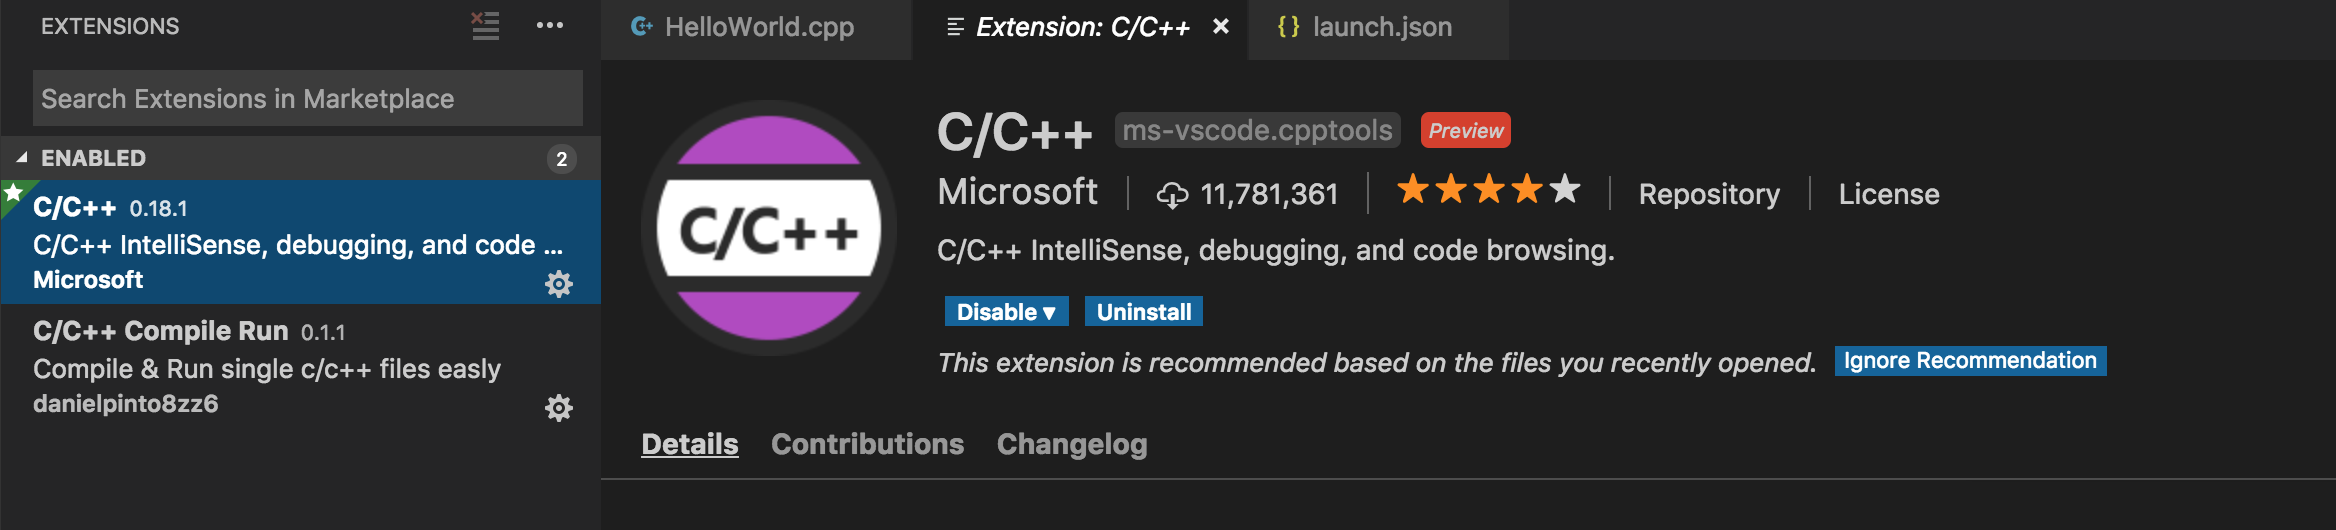 EXTENSIONS
Search Extensions in Marketplace
ENABLED 2
C/C++ 0.18.1
C/C++ IntelliSense, debugging, and code ...
Microsoft
C/C++ Compile Run 0.1.1
Compile & Run single c/c++ files easly
danielpinto8zz6
HelloWorld.cpp
Extension: C/C++
{} launch.json
C/C++
C/C++ ms-vscode.cpptools Preview
Microsoft 11,781,361 Repository License
C/C++ IntelliSense, debugging, and code browsing.
Disable Uninstall
This extension is recommended based on the files you recently opened. Ignore Recommendation
Details Contributions Changelog